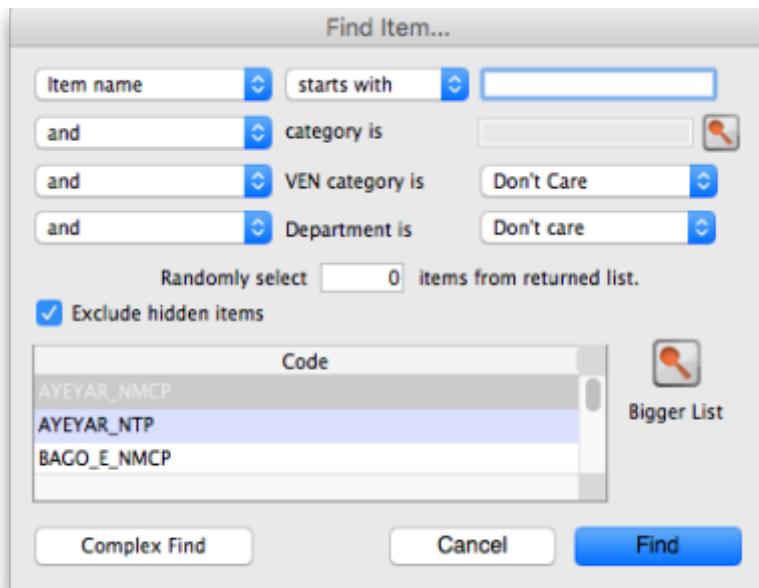 Find Item...
Item name starts with
and category is
and VEN category is Don't Care
and Department is Don't care
Randomly select 0 items from returned list.
Exclude hidden items
Code
AYEYAR_NMCP
AYEYAR_NTP
BAGO_E_NMCP
Bigger List
Complex Find Cancel Find